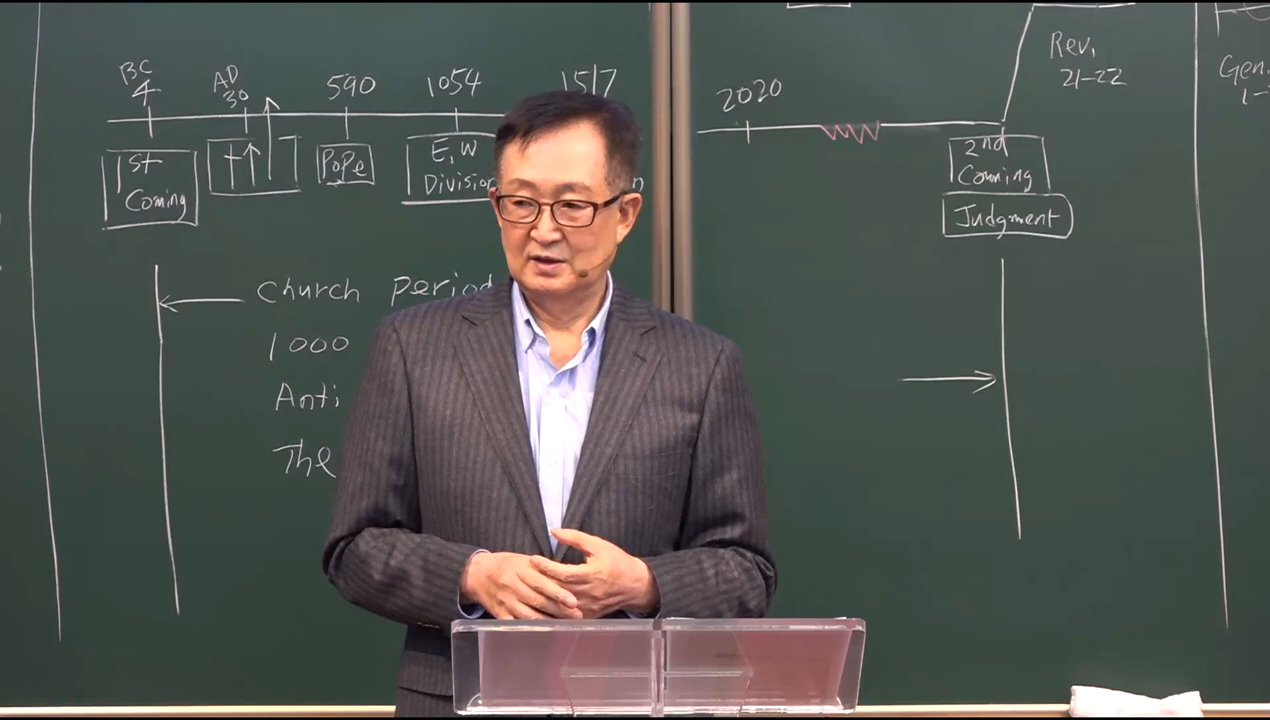 BC
4
AD
30
590
1054
1517
1st
Coming
Pope
E, W
Division
Church period
1000
Anti
The
2020
2nd
Coming
Judgment
Rev.
21-22
Gen.